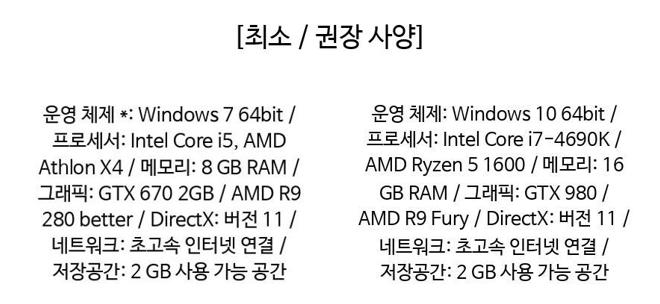 [최소 / 권장 사양]
운영 체제 *: Windows 7 64bit /
프로세서: Intel Core i5, AMD
Athlon X4 / 메모리: 8 GB RAM /
그래픽: GTX 670 2GB / AMD R9
280 better / DirectX: 버전 11 /
네트워크: 초고속 인터넷 연결 /
저장공간: 2 GB 사용 가능 공간
운영 체제: Windows 10 64bit /
프로세서: Intel Core i7-4690K /
AMD Ryzen 5 1600 / 메모리: 16
GB RAM / 그래픽: GTX 980 /
AMD R9 Fury / DirectX: 버전 11 /
네트워크: 초고속 인터넷 연결 /
저장공간: 2 GB 사용 가능 공간